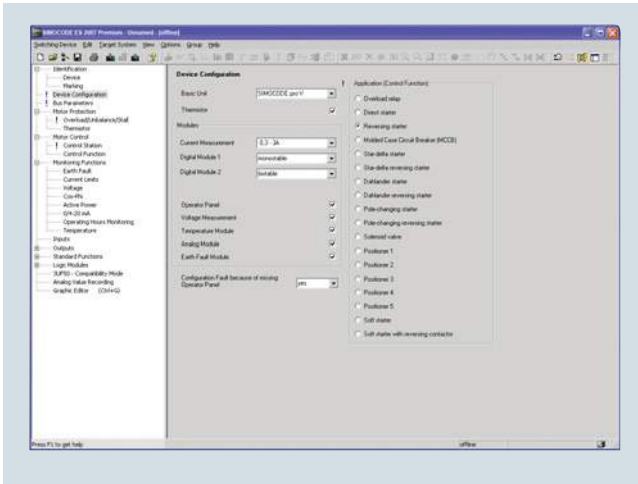 SIMOCODE ES 2007 Premium - Unnamed - [offline]
Switching Device Edit Target System View Options Group Help
Identification
Device
Marking
! Device Configuration
! Bus Parameters
Motor Protection
! Overload/Unbalance/Stall
Thermistor
Motor Control
! Control Station
Control Function
Monitoring Functions
Earth Fault
Current Limits
Voltage
Cos-Phi
Active Power
0/4-20 mA
Operating Hours Monitoring
Temperature
Inputs
Outputs
Standard Functions
Logic Modules
3UF50 - Compatibility Mode
Analog Value Recording
Graphic Editor (Ctrl+G)
Device Configuration
Basic Unit SIMOCODE pro V
Thermistor
Modules
Current Measurement 0.3 - 3A
Digital Module 1 monostable
Digital Module 2 bistable
Operator Panel
Voltage Measurement
Temperature Module
Analog Module
Earth Fault Module
Configuration Fault because of missing
Operator Panel yes
! Application (Control Function)
Overload relay
Direct starter
Reversing starter
Molded Case Circuit Breaker (MCCB)
Star-delta starter
Star-delta reversing starter
Dahlander starter
Dahlander reversing starter
Pole-changing starter
Pole-changing reversing starter
Solenoid valve
Positioner 1
Positioner 2
Positioner 3
Positioner 4
Positioner 5
Soft starter
Soft starter with reversing contactor
Press F1 to get help
offline